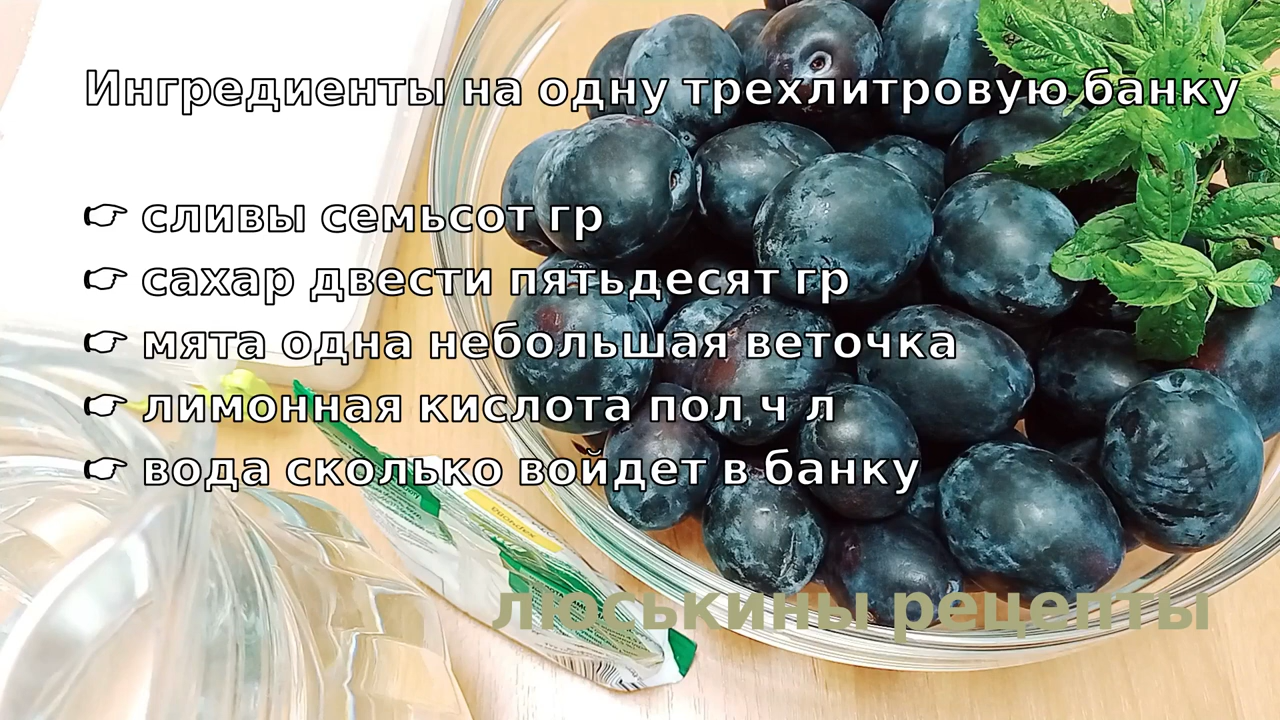 Ингредиенты на одну трехлитровую банку
👉 сливы семьсот гр
👉 сахар двести пятьдесят гр
👉 мята одна небольшая веточка
👉 лимонная кислота пол ч л
👉 вода сколько войдет в банку
люськины рецепты